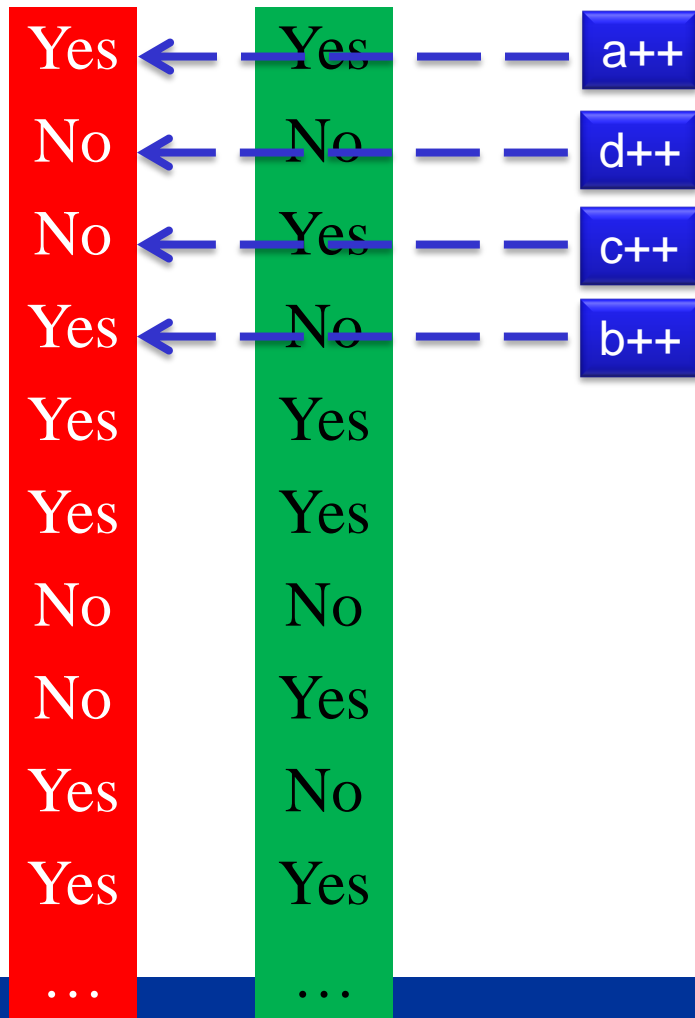 Yes Yes a++
No No d++
No Yes c++
Yes No b++
Yes Yes
Yes Yes
No No
No Yes
Yes No
Yes Yes
... ...